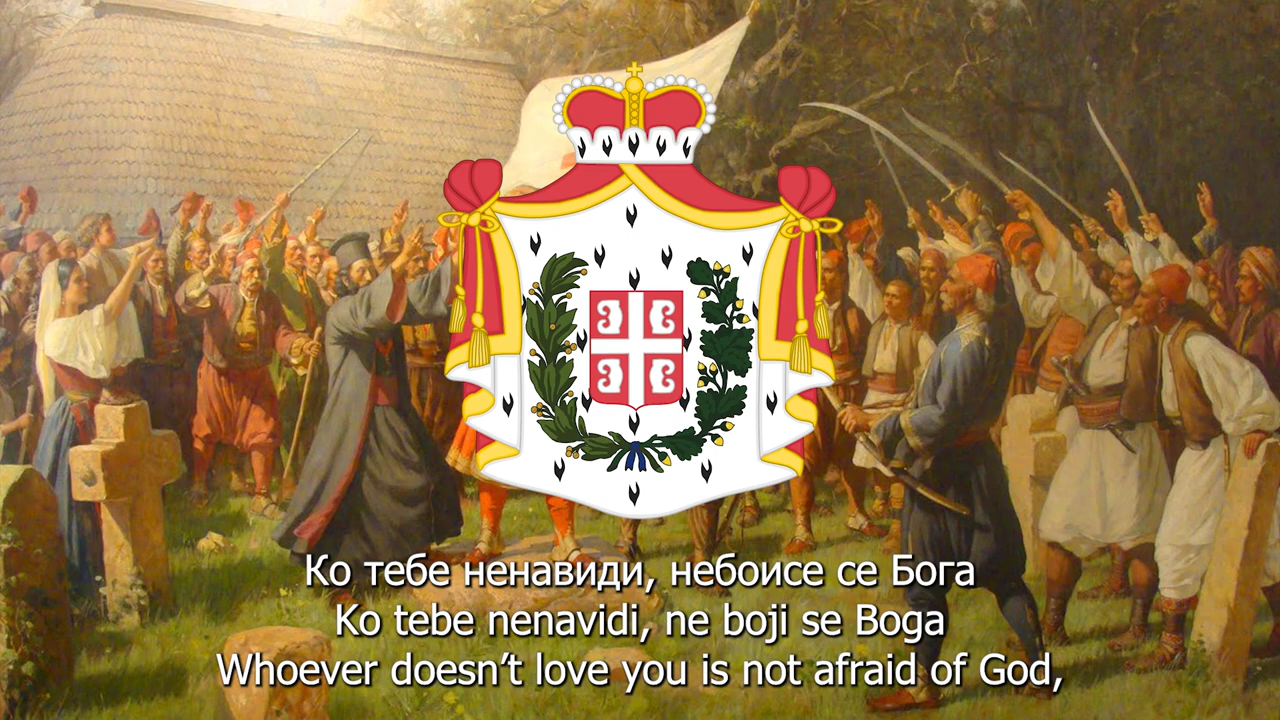 Ко тебе ненавиди, небоисе се Бога
Ko tebe nenavidi, ne boji se Boga
Whoever doesn’t love you is not afraid of God,